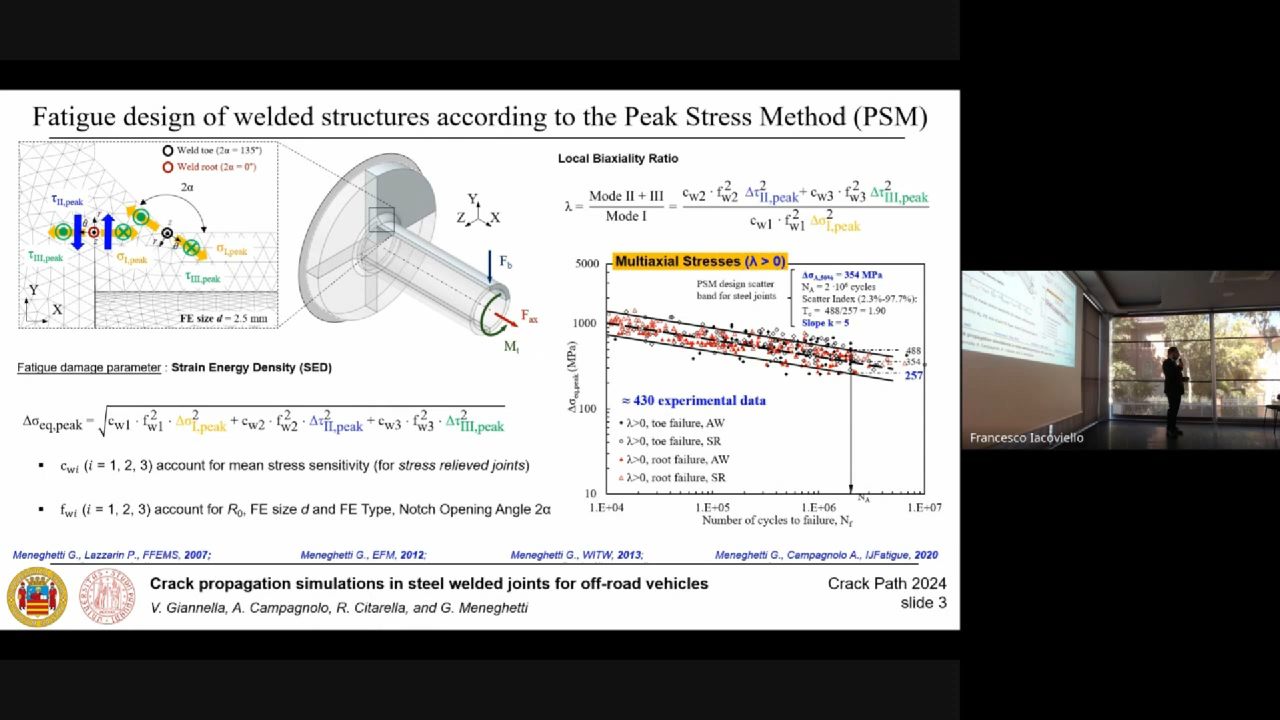 Fatigue design of welded structures according to the Peak Stress Method (PSM)
Weld toe (2α = 135°)
Weld root (2α = 0°)
2α
τII,peak
τIII,peak
σI,peak
σI,peak
τIII,peak
Y
X
FE size d = 2.5 mm
Y
Z
X
Fb
Fax
Mt
Local Biaxiality Ratio
λ = Mode II + III / Mode I = cw2 · f²w2 Δτ²II,peak + cw3 · f²w3 Δτ²III,peak / cw1 · f²w1 Δσ²I,peak
Multiaxial Stresses (λ > 0)
PSM design scatter
band for steel joints
ΔσA,50% = 354 MPa
NA = 2 ·10⁶ cycles
Scatter Index (2.3%-97.7%):
Tσ = 488/257 = 1.90
Slope k = 5
5000
1000
100
10
Δσeq,peak (MPa)
488
354
257
≈ 430 experimental data
λ>0, toe failure, AW
λ>0, toe failure, SR
λ>0, root failure, AW
λ>0, root failure, SR
NA
1.E+04 1.E+05 1.E+06 1.E+07
Number of cycles to failure, Nf
Fatigue damage parameter : Strain Energy Density (SED)
Δσeq,peak = √cw1 · f²w1 · Δσ²I,peak + cw2 · f²w2 · Δτ²II,peak + cw3 · f²w3 · Δτ²III,peak
▪ cwi (i = 1, 2, 3) account for mean stress sensitivity (for stress relieved joints)
▪ fwi (i = 1, 2, 3) account for R0, FE size d and FE Type, Notch Opening Angle 2α
Meneghetti G., Lazzarin P., FFEMS, 2007; Meneghetti G., EFM, 2012; Meneghetti G., WITW, 2013; Meneghetti G., Campagnolo A., IJFatigue, 2020
Crack propagation simulations in steel welded joints for off-road vehicles
V. Giannella, A. Campagnolo, R. Citarella, and G. Meneghetti
Crack Path 2024
slide 3
Francesco Iacoviello